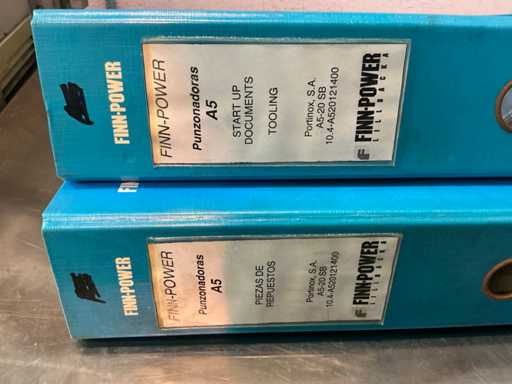 FINN-POWER
FINN-POWER
Punzonadoras
A5
START UP
DOCUMENTS
TOOLING
Portinox, S.A.
A5-20 SB
10.4-A520121400
FINN-POWER
FINN-POWER
FINN-POWER
Punzonadoras
A5
PIEZAS DE
REPUESTOS
Portinox, S.A.
A5-20 SB
10.4-A520121400
FINN-POWER